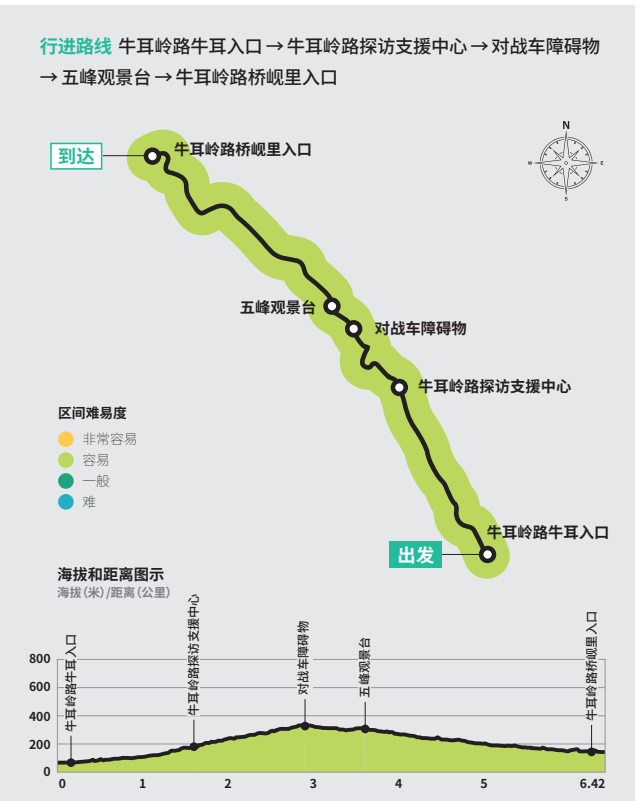 行进路线 牛耳岭路牛耳入口→牛耳岭路探访支援中心→对战车障碍物
→五峰观景台→牛耳岭路桥岘里入口
N
W
E
S
到达
牛耳岭路桥岘里入口
五峰观景台
对战车障碍物
牛耳岭路探访支援中心
牛耳岭路牛耳入口
出发
区间难易度
非常容易
容易
一般
难
海拔和距离图示
海拔(米)/距离(公里)
牛耳岭路牛耳入口
牛耳岭路探访支援中心
对战车障碍物
五峰观景台
牛耳岭路桥岘里入口
800
600
400
200
0
0 1 2 3 4 5 6.42